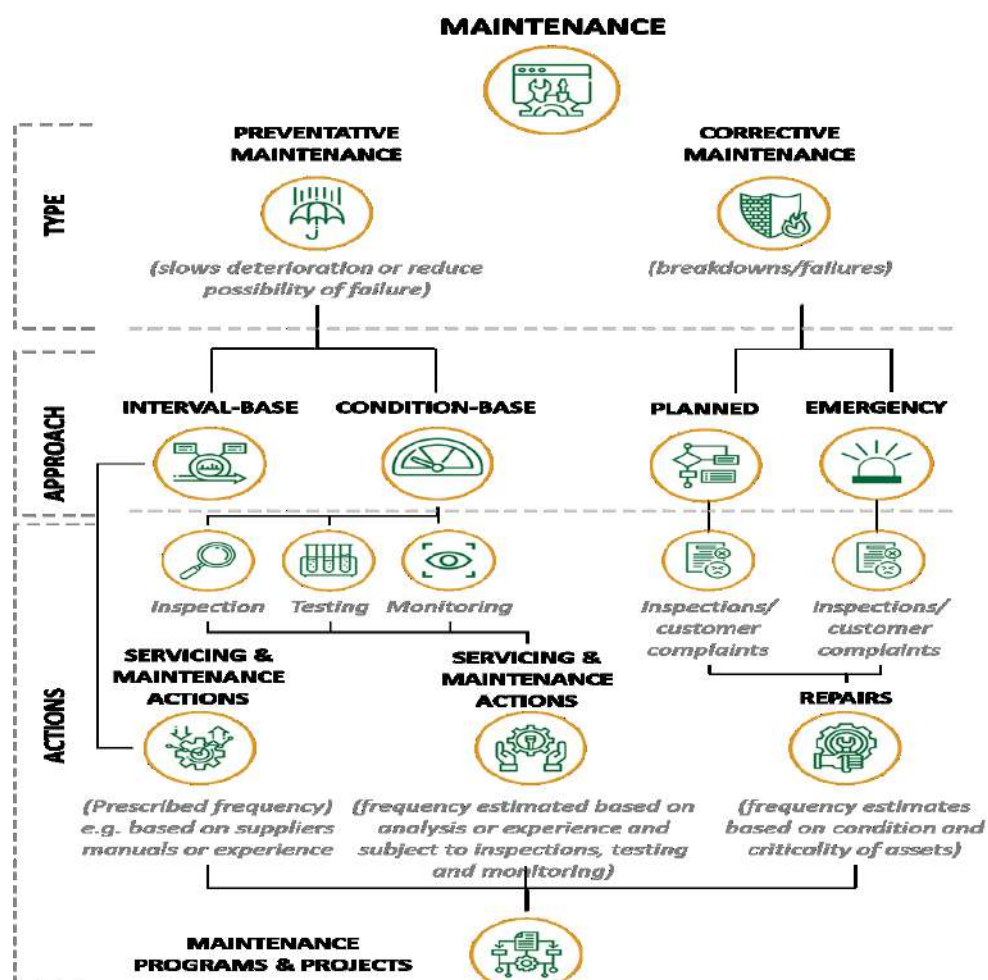 MAINTENANCE
PREVENTATIVE
MAINTENANCE
CORRECTIVE
MAINTENANCE
TYPE
(slows deterioration or reduce
possibility of failure)
(breakdowns/failures)
APPROACH
INTERVAL-BASE
CONDITION-BASE
PLANNED
EMERGENCY
ACTIONS
Inspection
Testing
Monitoring
Inspections/
customer
complaints
Inspections/
customer
complaints
SERVICING &
MAINTENANCE
ACTIONS
SERVICING &
MAINTENANCE
ACTIONS
REPAIRS
(Prescribed frequency)
e.g. based on suppliers
manuals or experience
(frequency estimated based on
analysis or experience and
subject to inspections, testing
and monitoring)
(frequency estimates
based on condition and
criticality of assets)
MAINTENANCE
PROGRAMS & PROJECTS